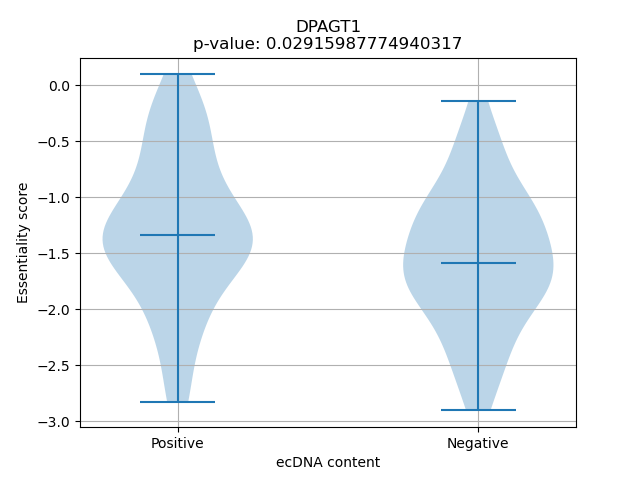 DPAGT1
p-value: 0.02915987774940317
Essentiality score
0.0
−0.5
−1.0
−1.5
−2.0
−2.5
−3.0
Positive
Negative
ecDNA content